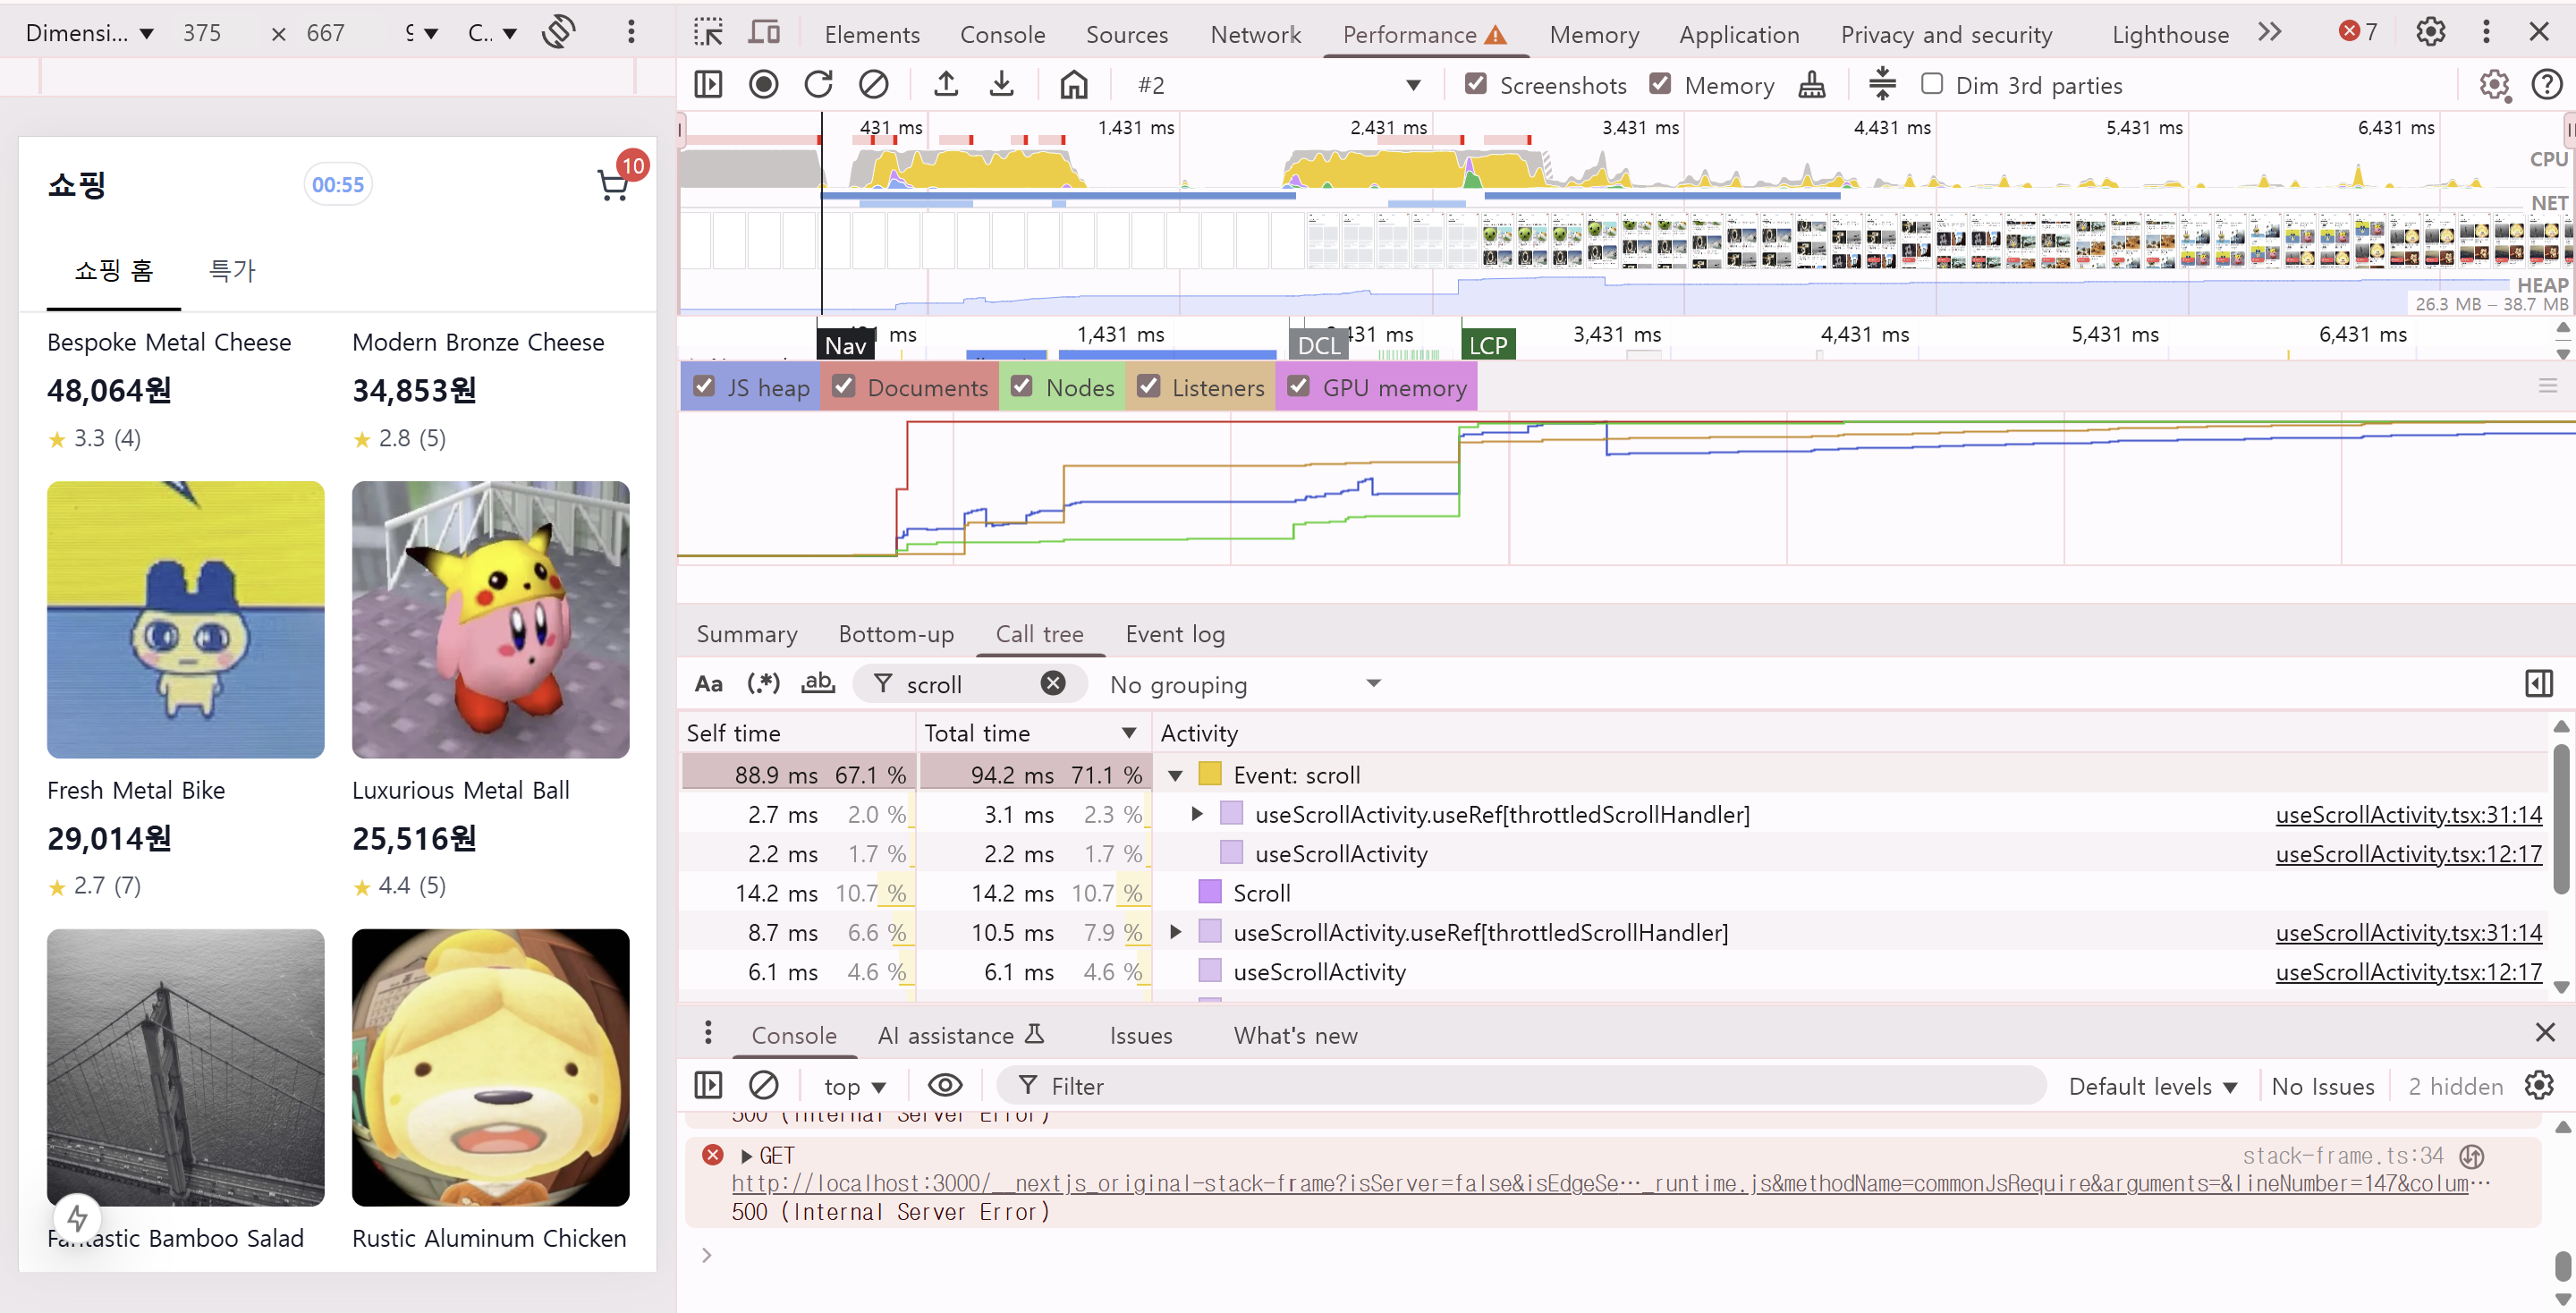 Dimensi... ▼ 375 × 667 9 ▼ C.. ▼
쇼핑 00:55 10
쇼핑 홈 특가
Bespoke Metal Cheese
48,064원
★ 3.3 (4)
Modern Bronze Cheese
34,853원
★ 2.8 (5)
Fresh Metal Bike
29,014원
★ 2.7 (7)
Luxurious Metal Ball
25,516원
★ 4.4 (5)
Fantastic Bamboo Salad
Rustic Aluminum Chicken
Elements Console Sources Network Performance Memory Application Privacy and security Lighthouse 7
#2 Screenshots Memory Dim 3rd parties
431 ms 1,431 ms 2,431 ms 3,431 ms 4,431 ms 5,431 ms 6,431 ms
CPU
NET
HEAP
26.3 MB – 38.7 MB
ms 1,431 ms 431 ms 3,431 ms 4,431 ms 5,431 ms 6,431 ms
Nav DCL LCP
JS heap Documents Nodes Listeners GPU memory
Summary Bottom-up Call tree Event log
Aa (.*) ab scroll No grouping
Self time Total time ▼ Activity
88.9 ms 67.1 % 94.2 ms 71.1 % Event: scroll
2.7 ms 2.0 % 3.1 ms 2.3 % useScrollActivity.useRef[throttledScrollHandler] useScrollActivity.tsx:31:14
2.2 ms 1.7 % 2.2 ms 1.7 % useScrollActivity useScrollActivity.tsx:12:17
14.2 ms 10.7 % 14.2 ms 10.7 % Scroll
8.7 ms 6.6 % 10.5 ms 7.9 % useScrollActivity.useRef[throttledScrollHandler] useScrollActivity.tsx:31:14
6.1 ms 4.6 % 6.1 ms 4.6 % useScrollActivity useScrollActivity.tsx:12:17
Console AI assistance Issues What's new
top ▼ Filter Default levels ▼ No Issues 2 hidden
500 (Internal Server Error)
GET stack-frame.ts:34
http://localhost:3000/__nextjs_original-stack-frame?isServer=false&isEdgeSe…_runtime.js&methodName=commonJsRequire&arguments=&lineNumber=147&colum…
500 (Internal Server Error)